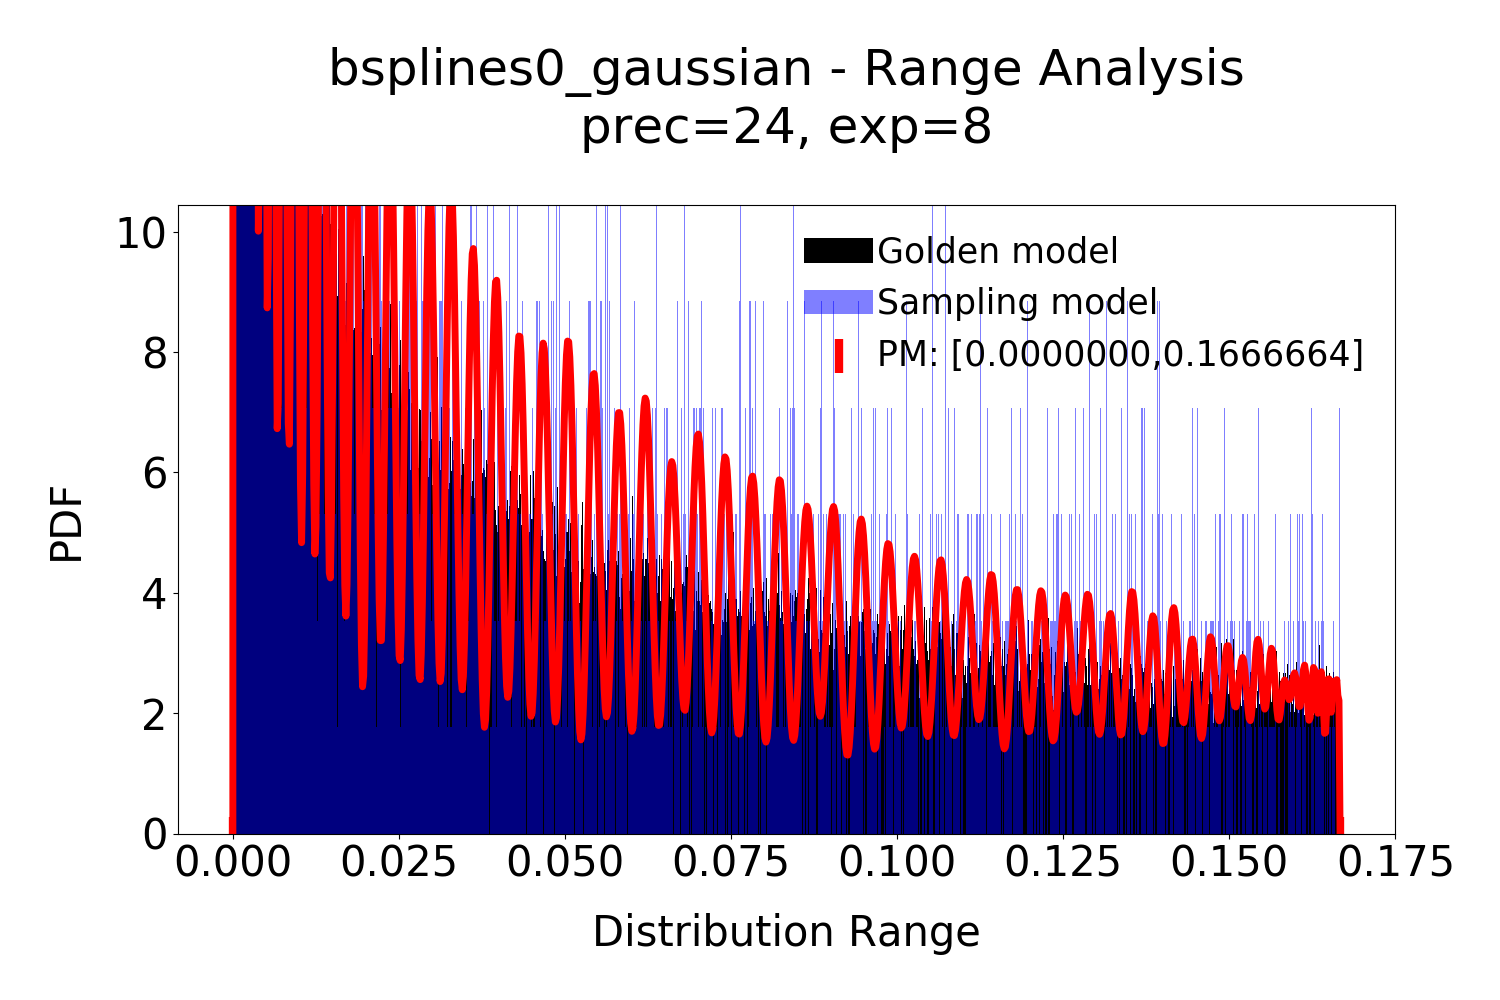 bsplines0_gaussian - Range Analysis
prec=24, exp=8
Golden model
Sampling model
PM: [0.0000000,0.1666664]
10
8
6
4
2
0
PDF
0.000 0.025 0.050 0.075 0.100 0.125 0.150 0.175
Distribution Range